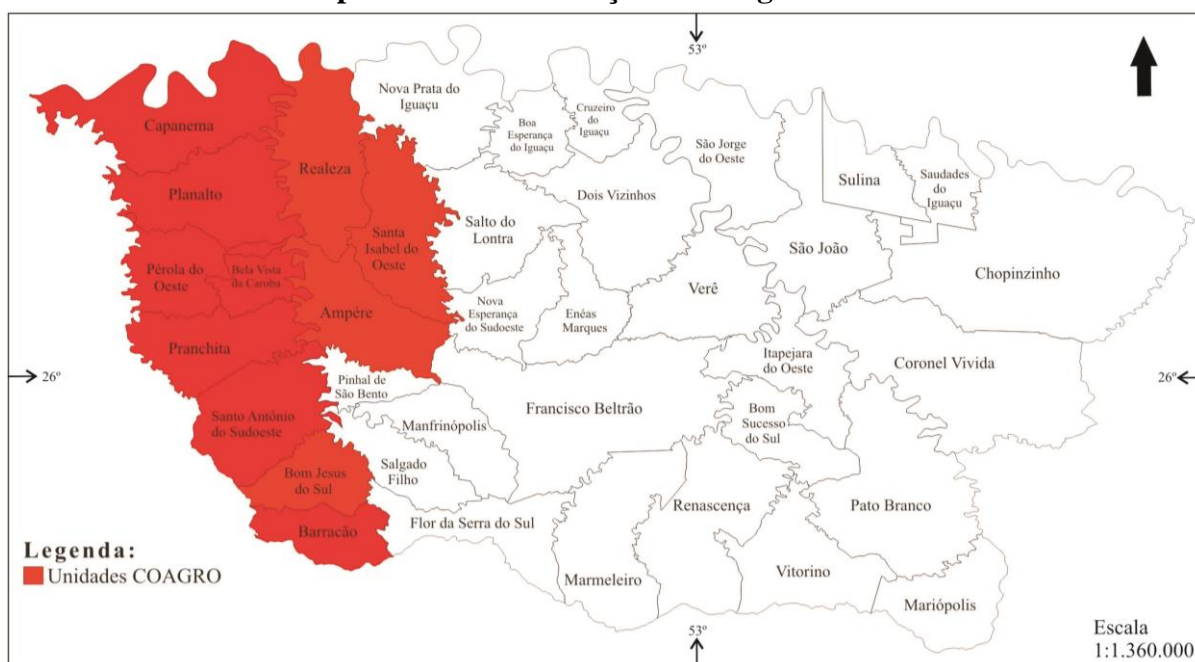 53º
Nova Prata do
Iguaçu
Boa
Esperança
do Iguaçu
Cruzeiro
do
Iguaçu
São Jorge
do Oeste
Sulina
Saudades
do
Iguaçu
Capanema
Realeza
Planalto
Santa
Isabel do
Oeste
Salto do
Lontra
Dois Vizinhos
São João
Chopinzinho
Pérola do
Oeste
Bela Vista
da Caroba
Ampére
Nova
Esperança
do Sudoeste
Enéas
Marques
Verê
Pranchita
26º
Pinhal de
São Bento
Itapejara
do Oeste
Coronel Vivida
26º
Santo Antônio
do Sudoeste
Manfrinópolis
Francisco Beltrão
Bom
Sucesso
do Sul
Salgado
Filho
Bom Jesus
do Sul
Renascença
Pato Branco
Barracão
Flor da Serra do Sul
Marmeleiro
Vitorino
Mariópolis
Legenda:
Unidades COAGRO
53º
Escala
1:1.360.000